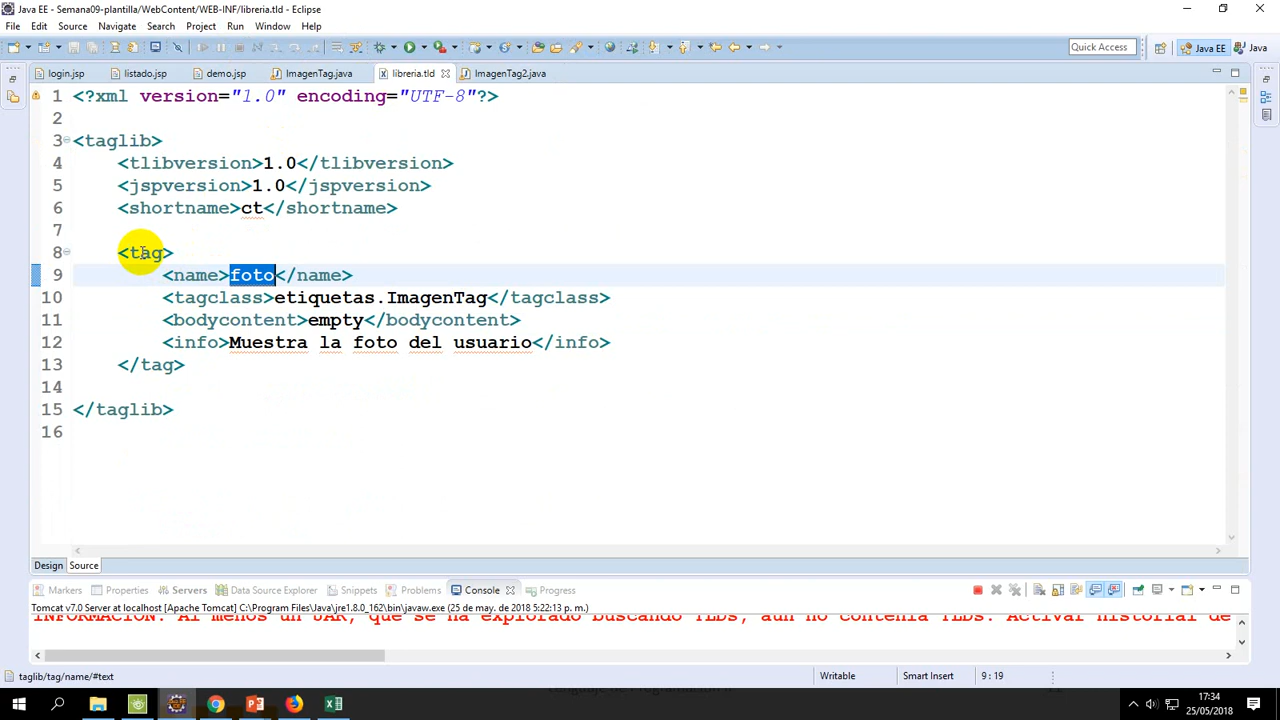 Java EE - Semana09-plantilla/WebContent/WEB-INF/libreria.tld - Eclipse
File Edit Source Navigate Search Project Run Window Help
Quick Access Java EE Java
login.jsp listado.jsp demo.jsp ImagenTag.java libreria.tld ImagenTag2.java
1 <?xml version="1.0" encoding="UTF-8"?>
2
3 <taglib>
4 <tlibversion>1.0</tlibversion>
5 <jspversion>1.0</jspversion>
6 <shortname>ct</shortname>
7
8 <tag>
9 <name>foto</name>
10 <tagclass>etiquetas.ImagenTag</tagclass>
11 <bodycontent>empty</bodycontent>
12 <info>Muestra la foto del usuario</info>
13 </tag>
14
15 </taglib>
16
Design Source
Markers Properties Servers Data Source Explorer Snippets Problems Console Progress
Tomcat v7.0 Server at localhost [Apache Tomcat] C:\Program Files\Java\jre1.8.0_162\bin\javaw.exe (25 de may. de 2018 5:22:13 p. m.)
INFORMACIÓN: Al menos un JAR, que se ha explorado buscando TLDs, aún no contenía TLDs. Activar historial de
taglib/tag/name/#text Writable Smart Insert 9 : 19
17:34
25/05/2018